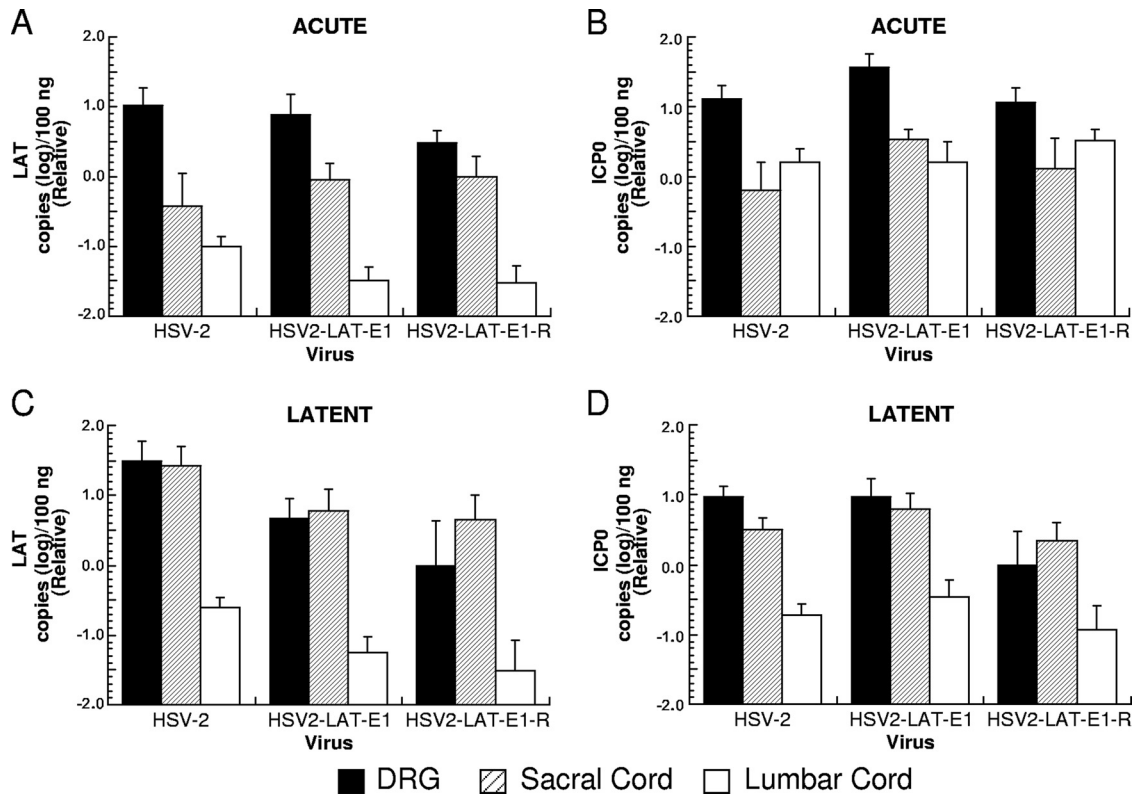 A
ACUTE
LAT
copies (log)/100 ng
(Relative)
2.0
1.0
0.0
-1.0
-2.0
HSV-2
HSV2-LAT-E1
HSV2-LAT-E1-R
Virus
B
ACUTE
ICP0
copies (log)/100 ng
(Relative)
2.0
1.0
0.0
-1.0
-2.0
HSV-2
HSV2-LAT-E1
HSV2-LAT-E1-R
Virus
C
LATENT
LAT
copies (log)/100 ng
(Relative)
2.0
1.0
0.0
-1.0
-2.0
HSV-2
HSV2-LAT-E1
HSV2-LAT-E1-R
Virus
D
LATENT
ICP0
copies (log)/100 ng
(Relative)
2.0
1.0
0.0
-1.0
-2.0
HSV-2
HSV2-LAT-E1
HSV2-LAT-E1-R
Virus
DRG
Sacral Cord
Lumbar Cord